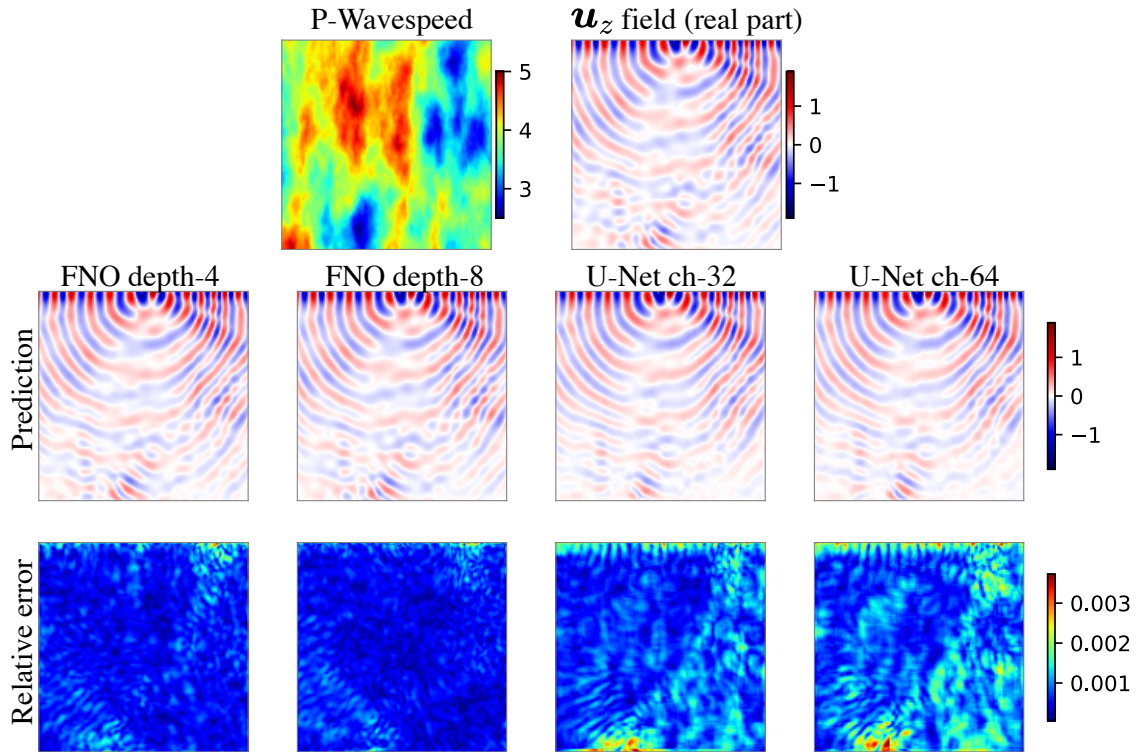 P-Wavespeed
𝒖z field (real part)
5
4
3
1
0
−1
FNO depth-4
FNO depth-8
U-Net ch-32
U-Net ch-64
Prediction
1
0
−1
Relative error
0.003
0.002
0.001